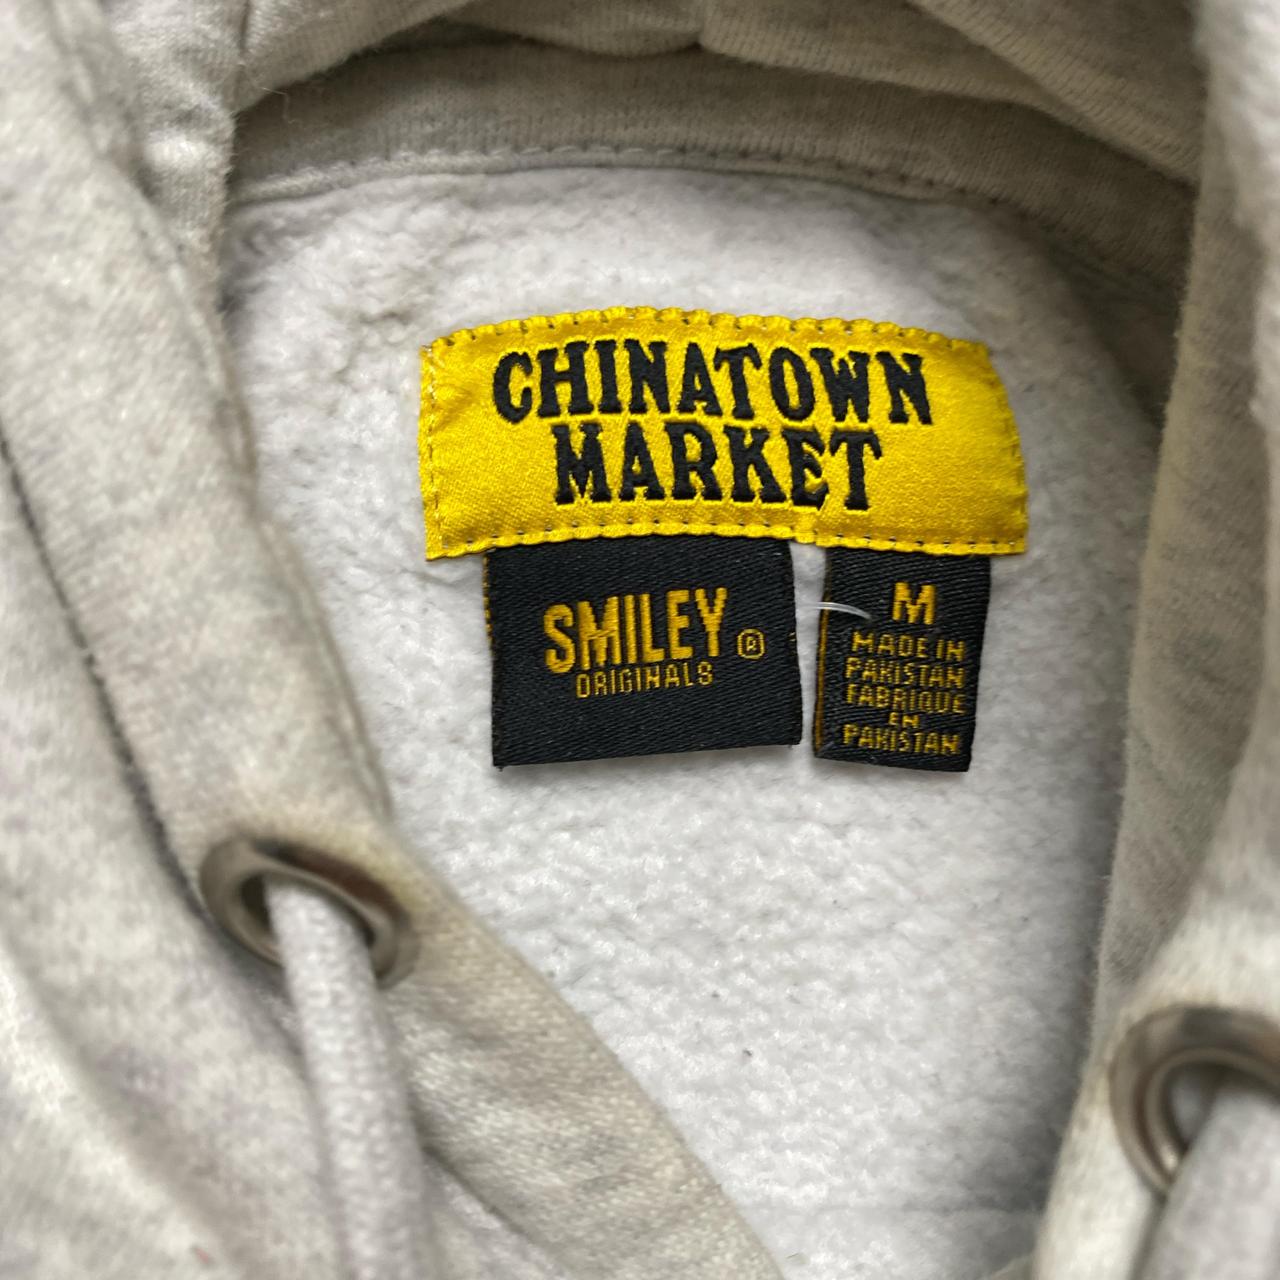 CHINATOWN
MARKET
SMILEY ®
ORIGINALS
M
MADE IN
PAKISTAN
FABRIQUE
EN
PAKISTAN